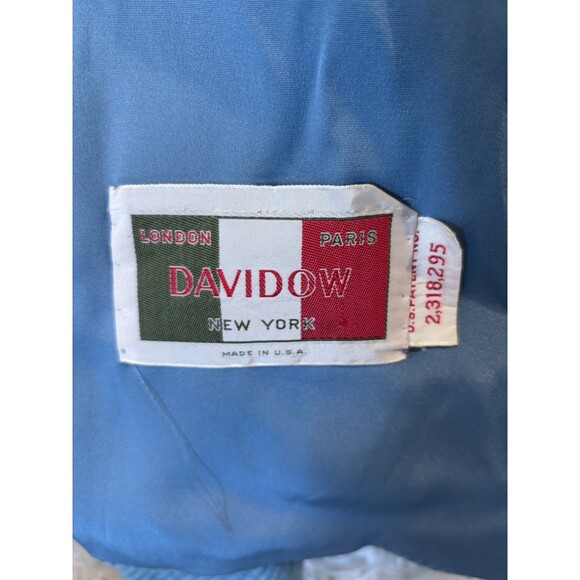 LONDON PARIS
DAVIDOW
NEW YORK
MADE IN U.S.A.
U.S. PATENT NO.
2,318,295